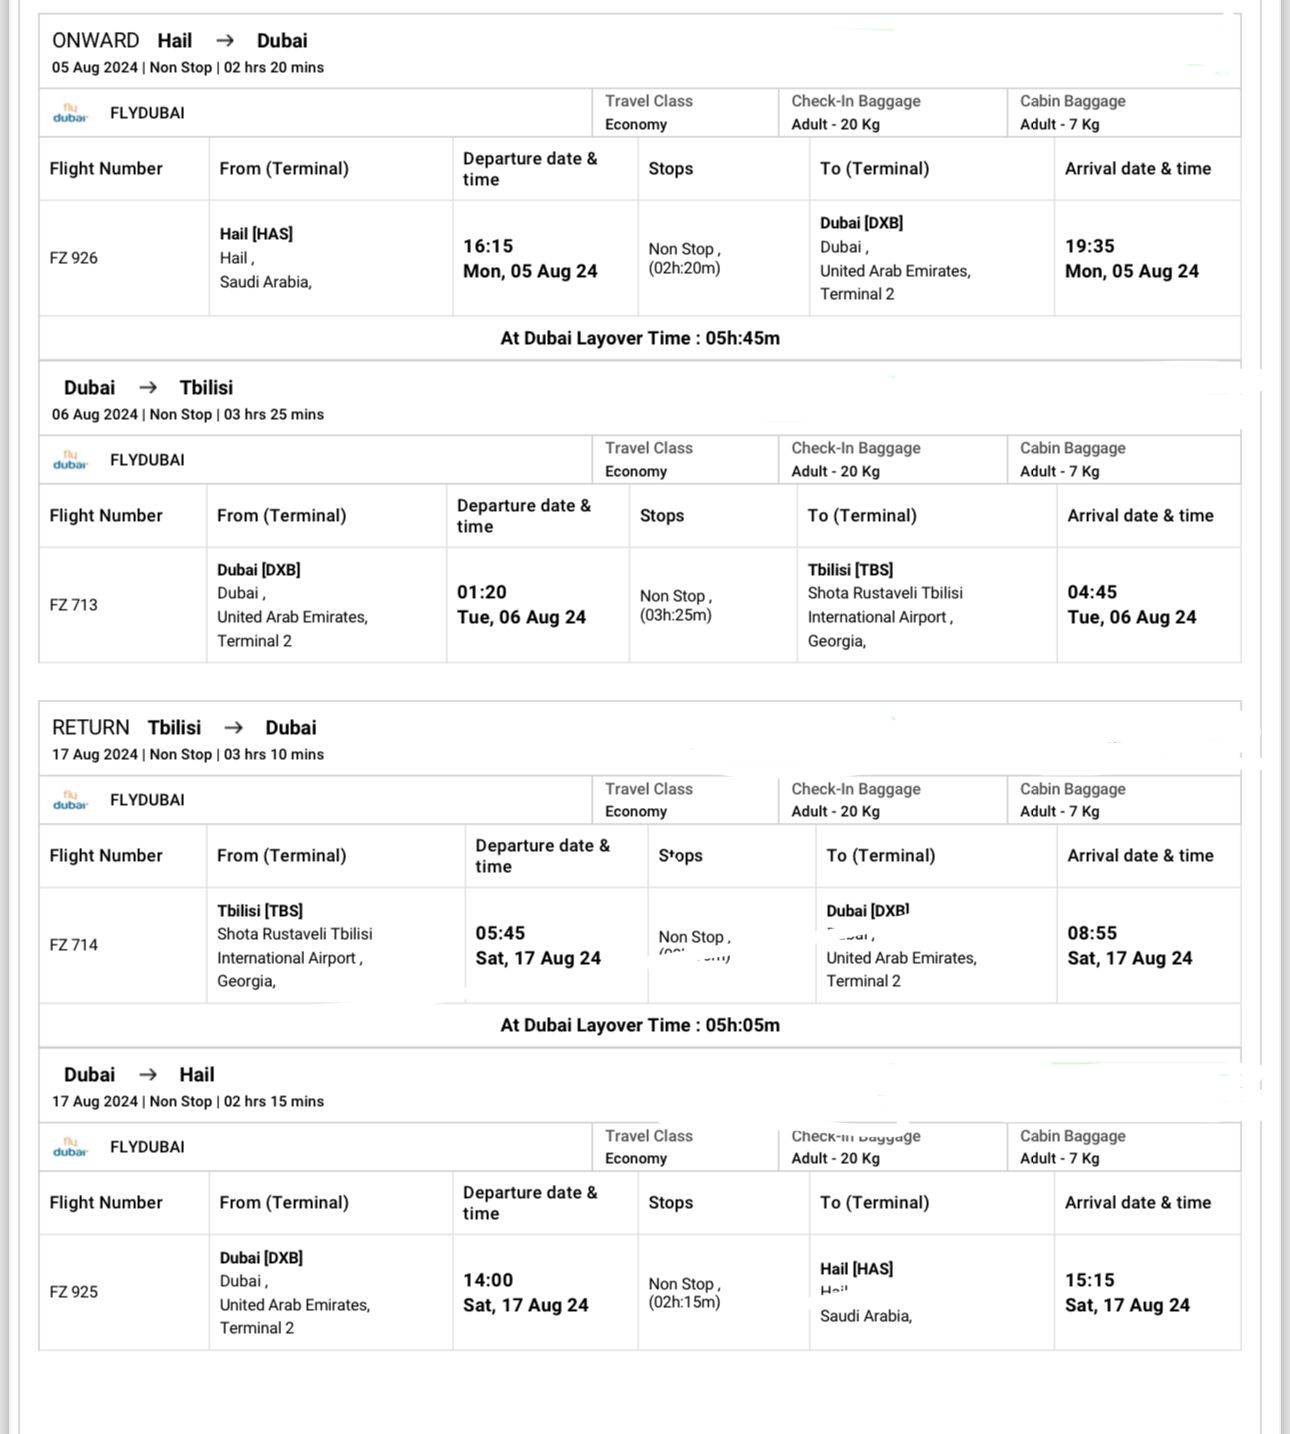 ONWARD Hail → Dubai
05 Aug 2024 | Non Stop | 02 hrs 20 mins
fly dubai FLYDUBAI
Travel Class Check-In Baggage Cabin Baggage
Economy Adult - 20 Kg Adult - 7 Kg
Flight Number From (Terminal) Departure date & time Stops To (Terminal) Arrival date & time
FZ 926
Hail [HAS]
Hail ,
Saudi Arabia,
16:15
Mon, 05 Aug 24
Non Stop ,
(02h:20m)
Dubai [DXB]
Dubai ,
United Arab Emirates,
Terminal 2
19:35
Mon, 05 Aug 24
At Dubai Layover Time : 05h:45m
Dubai → Tbilisi
06 Aug 2024 | Non Stop | 03 hrs 25 mins
fly dubai FLYDUBAI
Travel Class Check-In Baggage Cabin Baggage
Economy Adult - 20 Kg Adult - 7 Kg
Flight Number From (Terminal) Departure date & time Stops To (Terminal) Arrival date & time
FZ 713
Dubai [DXB]
Dubai ,
United Arab Emirates,
Terminal 2
01:20
Tue, 06 Aug 24
Non Stop ,
(03h:25m)
Tbilisi [TBS]
Shota Rustaveli Tbilisi
International Airport ,
Georgia,
04:45
Tue, 06 Aug 24
RETURN Tbilisi → Dubai
17 Aug 2024 | Non Stop | 03 hrs 10 mins
fly dubai FLYDUBAI
Travel Class Check-In Baggage Cabin Baggage
Economy Adult - 20 Kg Adult - 7 Kg
Flight Number From (Terminal) Departure date & time Stops To (Terminal) Arrival date & time
FZ 714
Tbilisi [TBS]
Shota Rustaveli Tbilisi
International Airport ,
Georgia,
05:45
Sat, 17 Aug 24
Non Stop ,
Dubai [DXB]
United Arab Emirates,
Terminal 2
08:55
Sat, 17 Aug 24
At Dubai Layover Time : 05h:05m
Dubai → Hail
17 Aug 2024 | Non Stop | 02 hrs 15 mins
fly dubai FLYDUBAI
Travel Class Check-In Baggage Cabin Baggage
Economy Adult - 20 Kg Adult - 7 Kg
Flight Number From (Terminal) Departure date & time Stops To (Terminal) Arrival date & time
FZ 925
Dubai [DXB]
Dubai ,
United Arab Emirates,
Terminal 2
14:00
Sat, 17 Aug 24
Non Stop ,
(02h:15m)
Hail [HAS]
Saudi Arabia,
15:15
Sat, 17 Aug 24